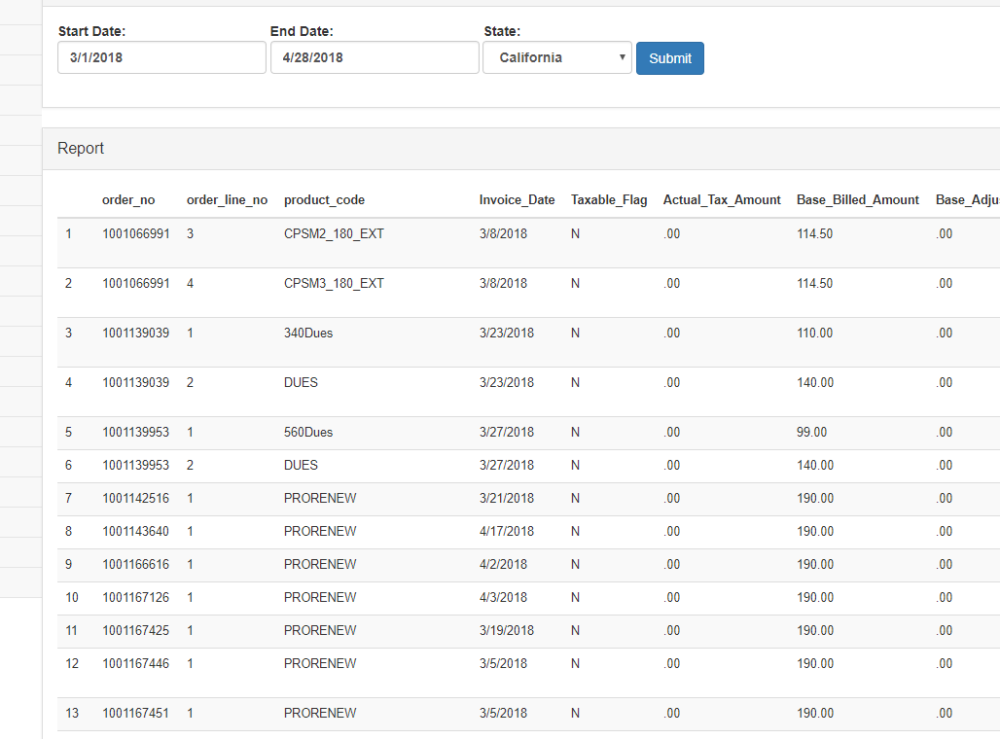 Start Date: End Date: State:
3/1/2018 4/28/2018 California Submit
Report
order_no order_line_no product_code Invoice_Date Taxable_Flag Actual_Tax_Amount Base_Billed_Amount Base_Adju
1 1001066991 3 CPSM2_180_EXT 3/8/2018 N .00 114.50 .00
2 1001066991 4 CPSM3_180_EXT 3/8/2018 N .00 114.50 .00
3 1001139039 1 340Dues 3/23/2018 N .00 110.00 .00
4 1001139039 2 DUES 3/23/2018 N .00 140.00 .00
5 1001139953 1 560Dues 3/27/2018 N .00 99.00 .00
6 1001139953 2 DUES 3/27/2018 N .00 140.00 .00
7 1001142516 1 PRORENEW 3/21/2018 N .00 190.00 .00
8 1001143640 1 PRORENEW 4/17/2018 N .00 190.00 .00
9 1001166616 1 PRORENEW 4/2/2018 N .00 190.00 .00
10 1001167126 1 PRORENEW 4/3/2018 N .00 190.00 .00
11 1001167425 1 PRORENEW 3/19/2018 N .00 190.00 .00
12 1001167446 1 PRORENEW 3/5/2018 N .00 190.00 .00
13 1001167451 1 PRORENEW 3/5/2018 N .00 190.00 .00